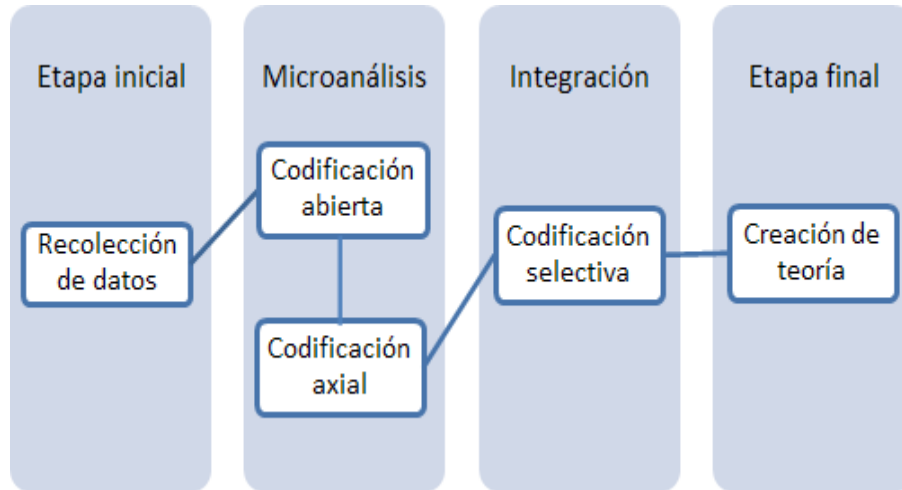 Etapa inicial
Recolección
de datos
Microanálisis
Codificación
abierta
Codificación
axial
Integración
Codificación
selectiva
Etapa final
Creación de
teoría